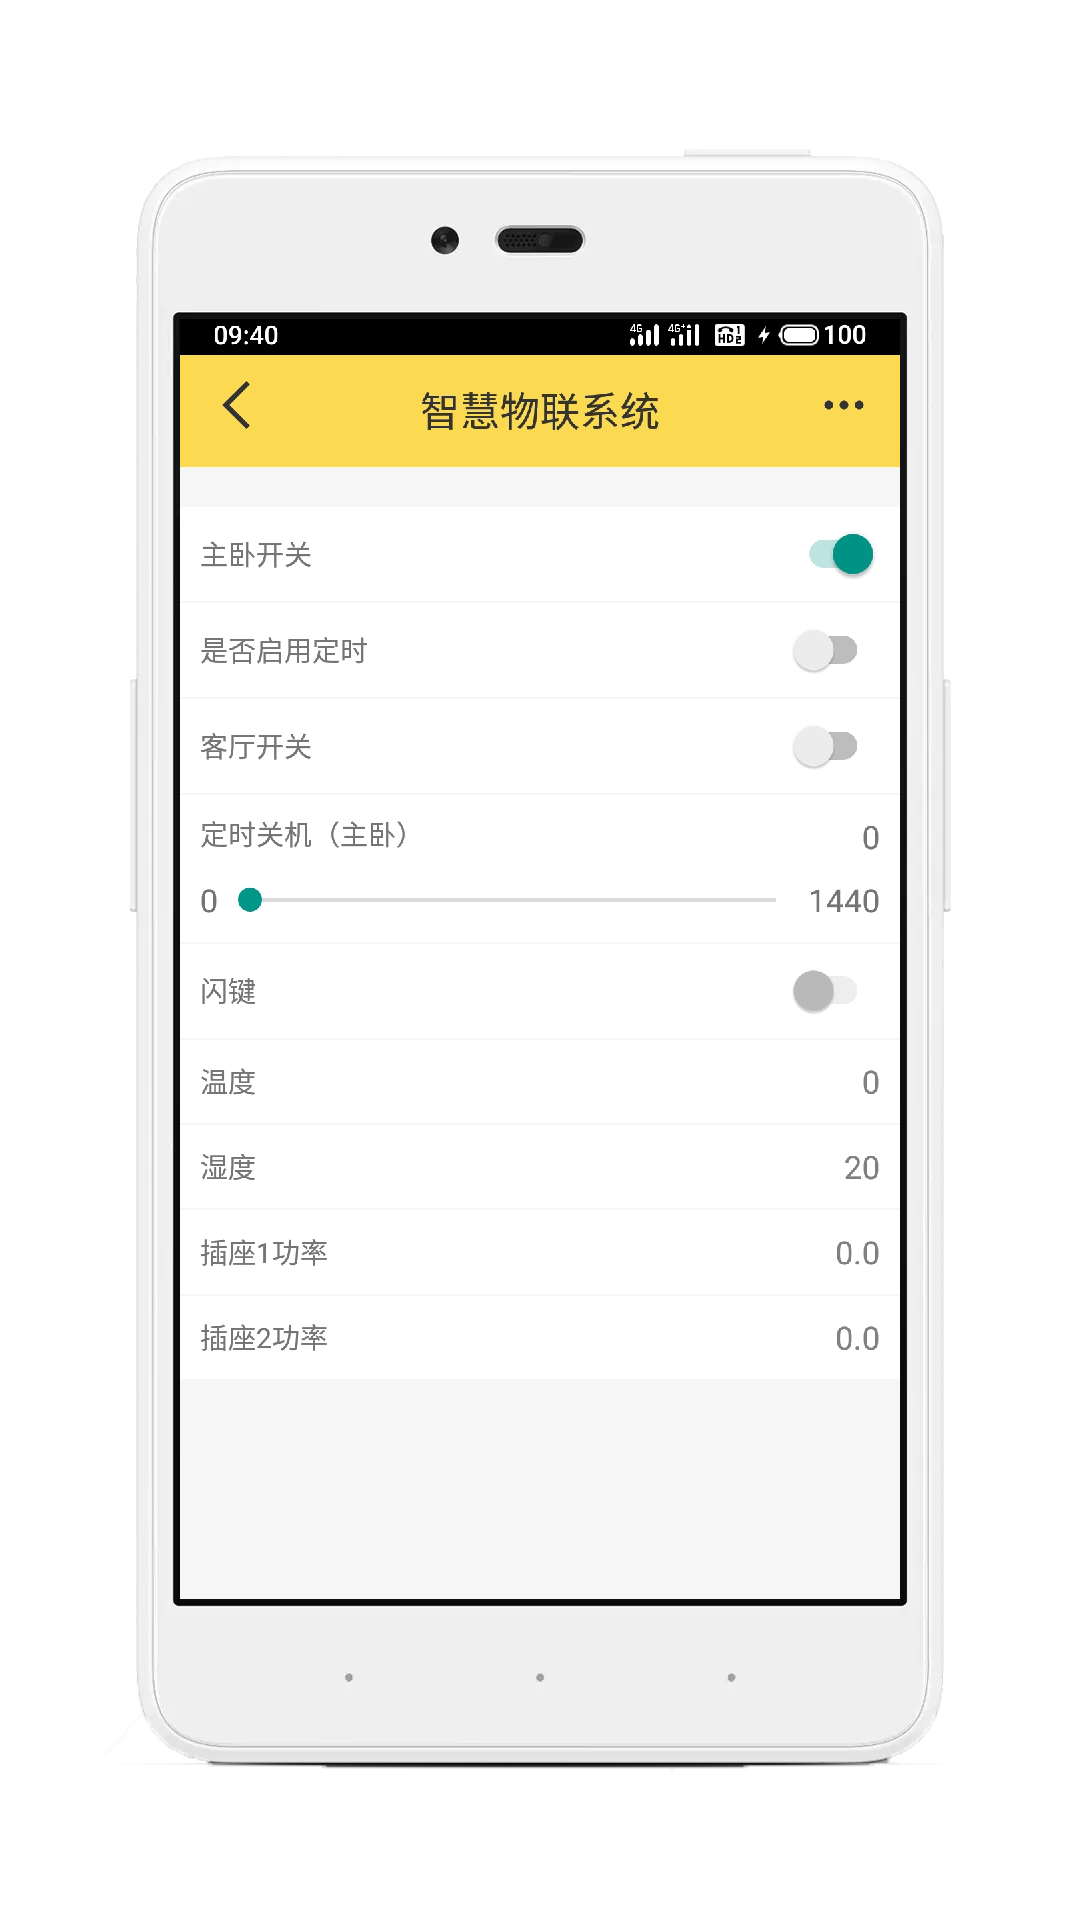 09:40 4G 4G+ HD 1 2 100
智慧物联系统
主卧开关
是否启用定时
客厅开关
定时关机（主卧） 0
0 1440
闪键
温度 0
湿度 20
插座1功率 0.0
插座2功率 0.0